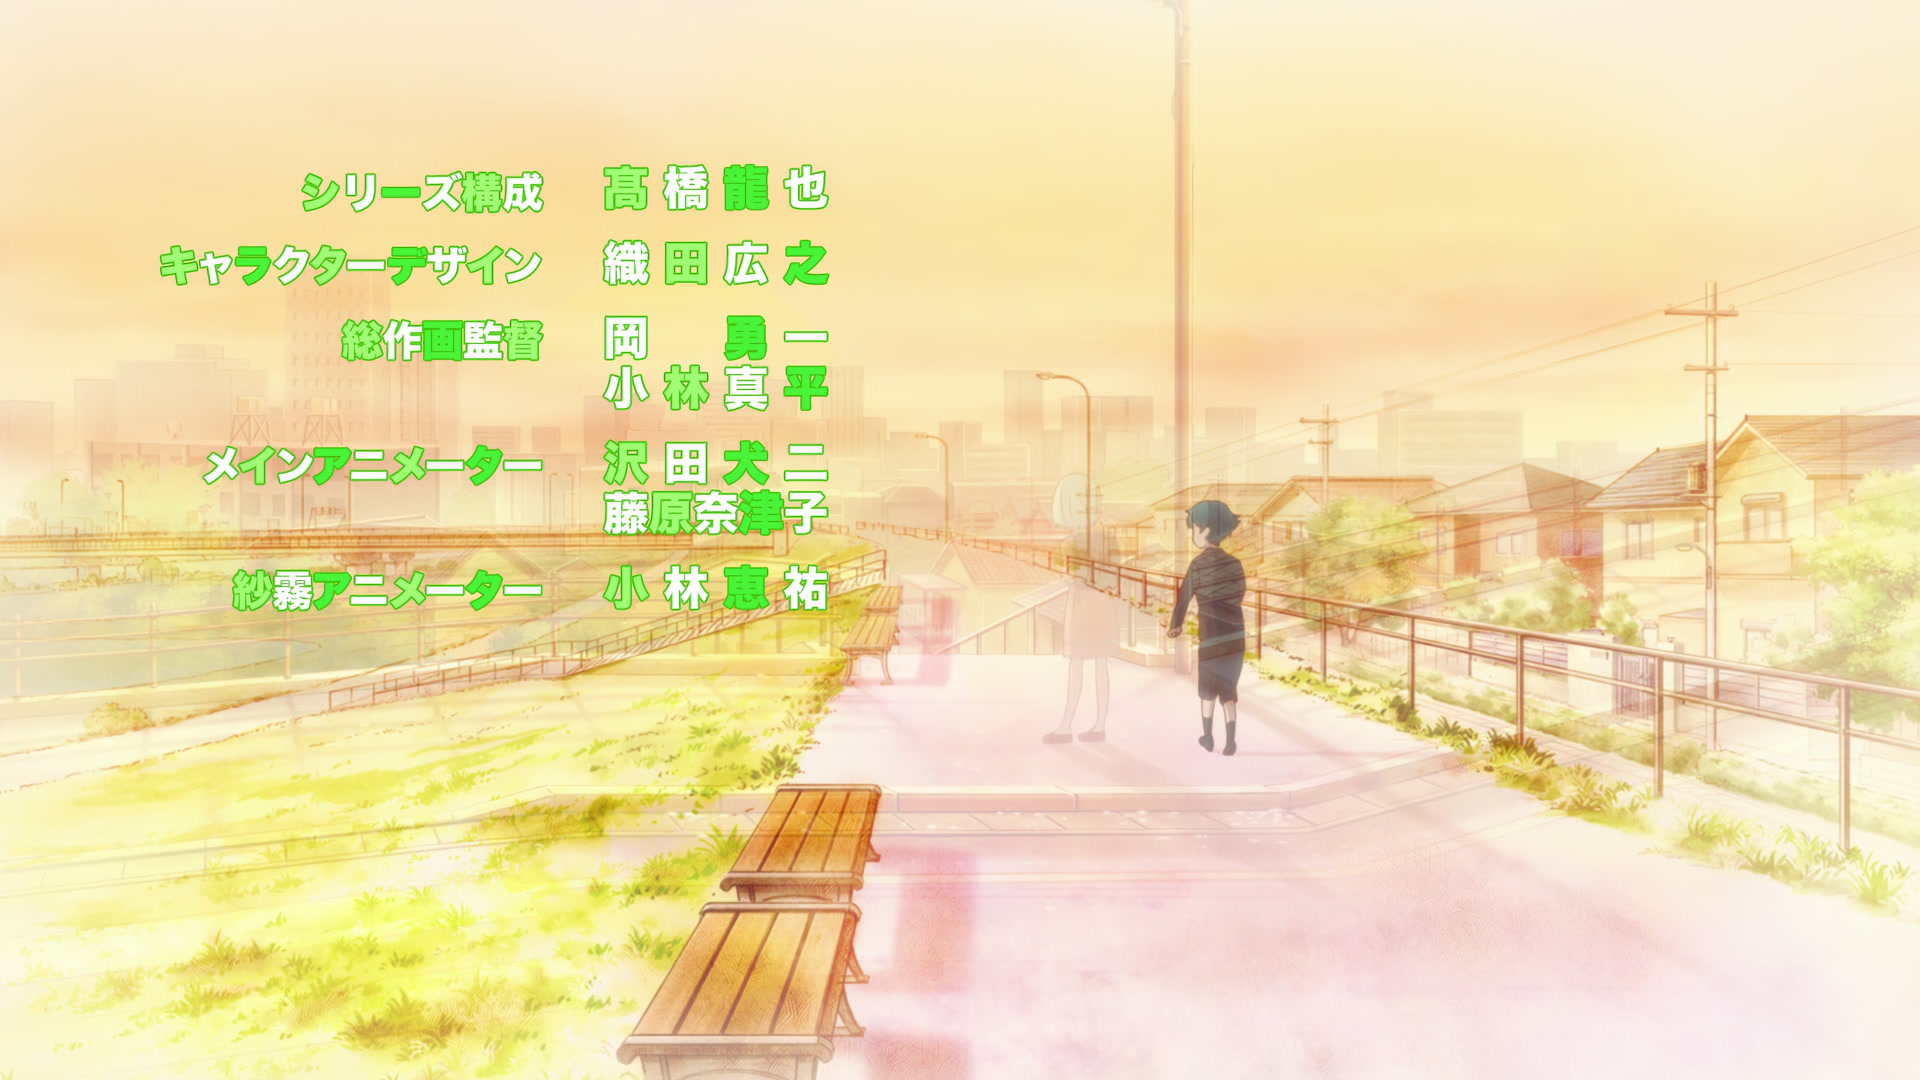 シリーズ構成 髙橋龍也
キャラクターデザイン 織田広之
総作画監督 岡 勇一
小林真平
メインアニメーター 沢田犬二
藤原奈津子
紗霧アニメーター 小林恵祐